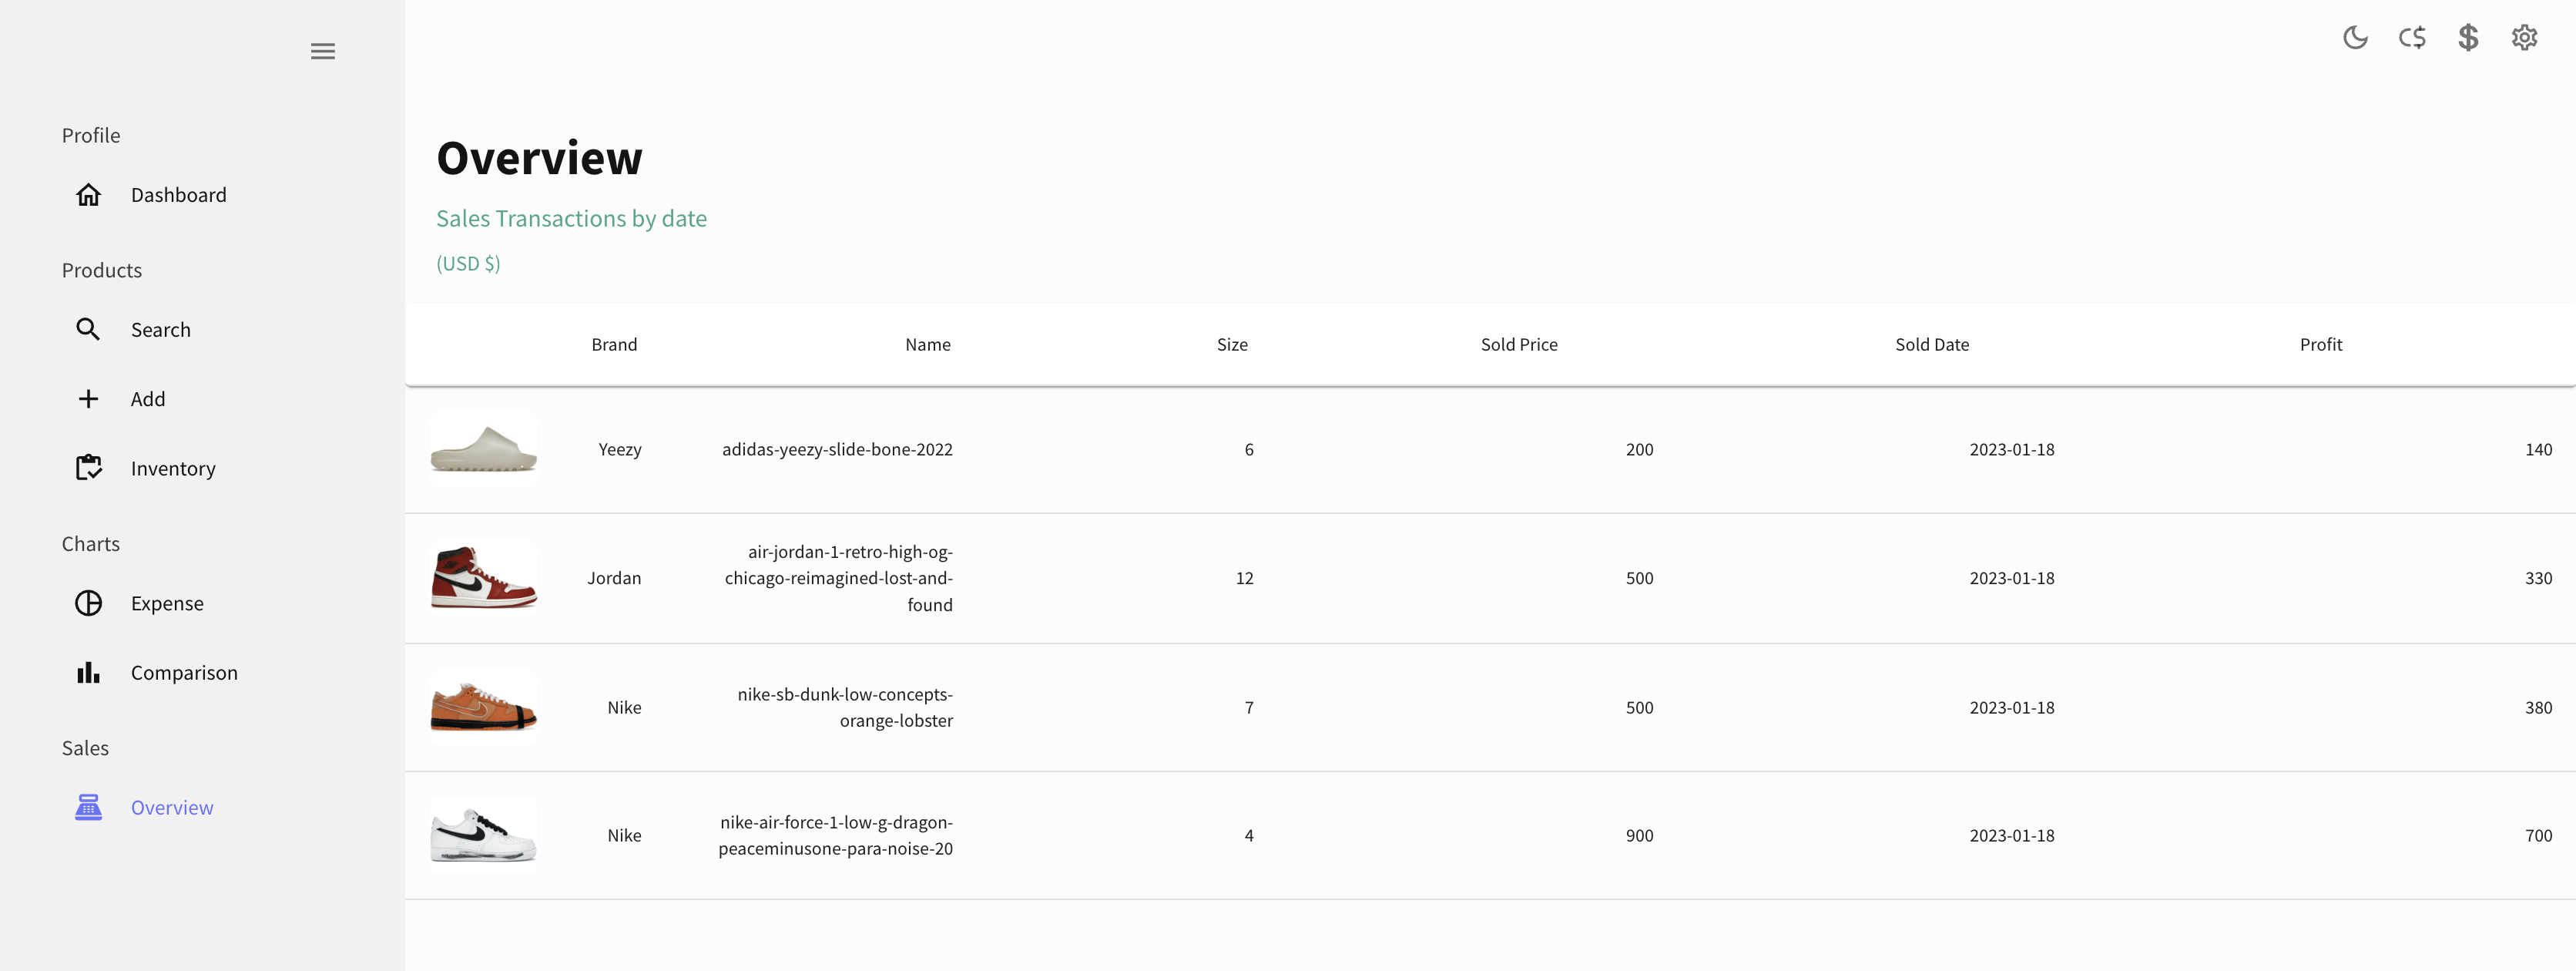 Profile
Dashboard
Products
Search
Add
Inventory
Charts
Expense
Comparison
Sales
Overview
C$ $
Overview
Sales Transactions by date
(USD $)
Brand Name Size Sold Price Sold Date Profit
Yeezy adidas-yeezy-slide-bone-2022 6 200 2023-01-18 140
air-jordan-1-retro-high-og-
Jordan chicago-reimagined-lost-and- 12 500 2023-01-18 330
found
nike-sb-dunk-low-concepts-
Nike 7 500 2023-01-18 380
orange-lobster
nike-air-force-1-low-g-dragon-
Nike 4 900 2023-01-18 700
peaceminusone-para-noise-20